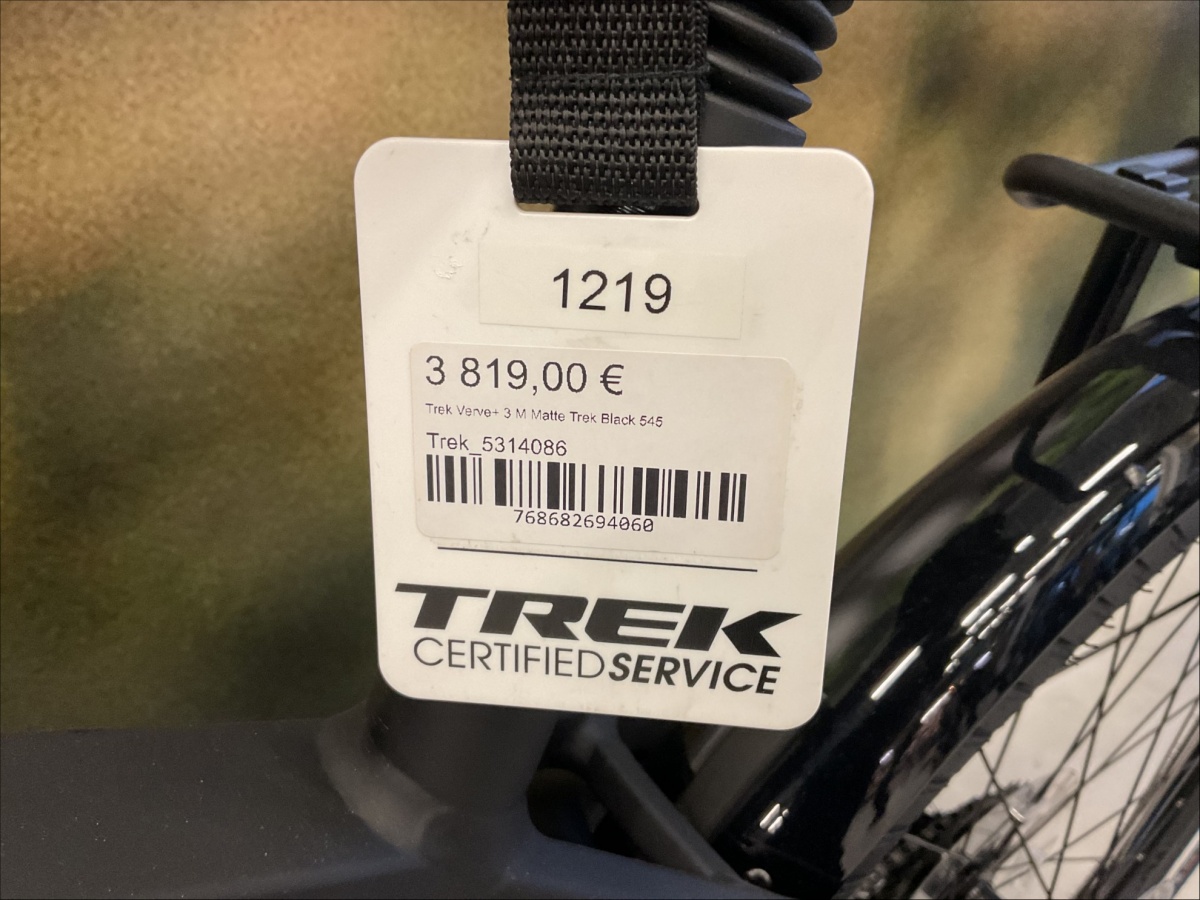 1219
3 819,00 €
Trek Verve+ 3 M Matte Trek Black 545
Trek_5314086
768682694060
TREK
CERTIFIEDSERVICE